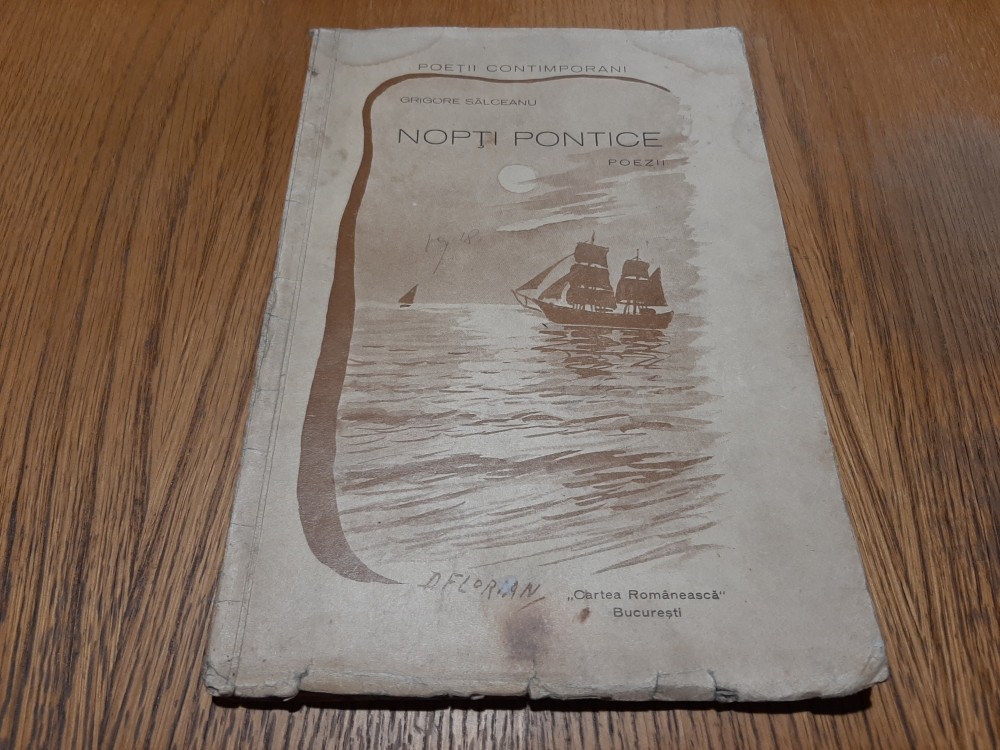 POEȚII CONTIMPORANI
GRIGORE SĂLCEANU
NOPȚI PONTICE
POEZII
D FLORIAN
„Cartea Românească”
București